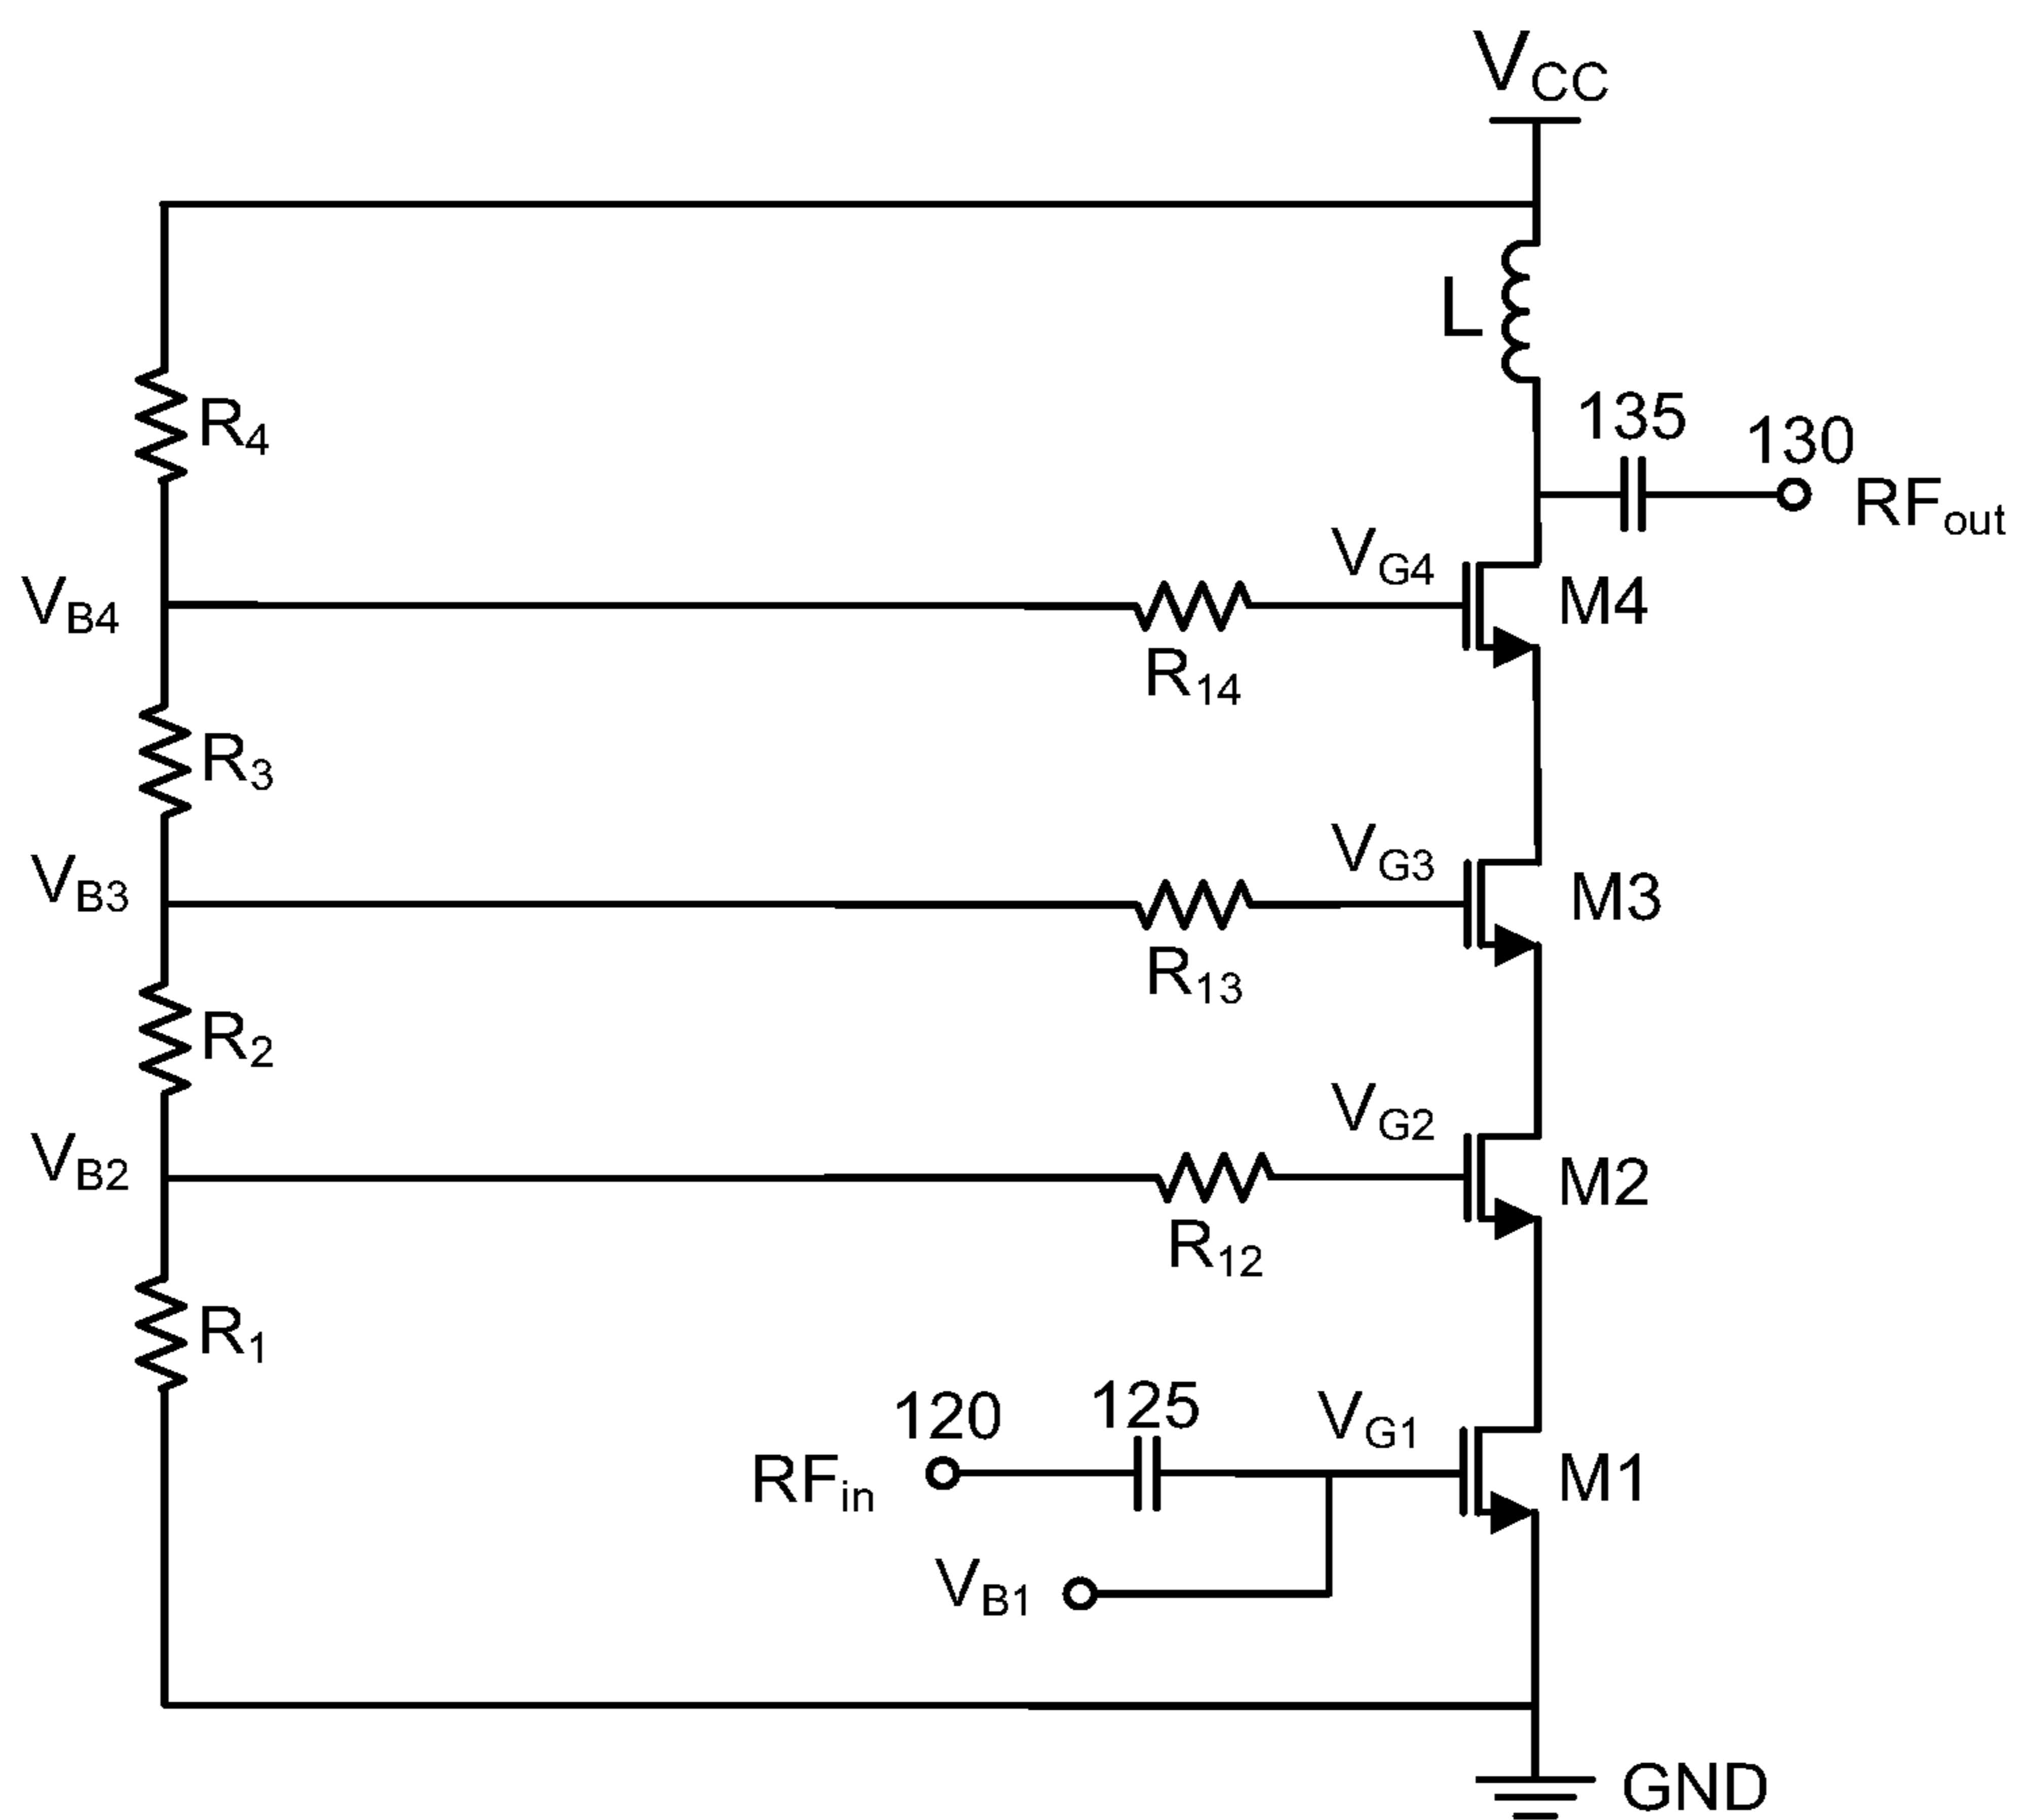 VCC
L
135
130
R4
RFout
VG4
VB4
M4
R14
R3
VG3
VB3
M3
R13
R2
VG2
VB2
M2
R12
R1
120
125
VG1
RFin
M1
VB1
GND